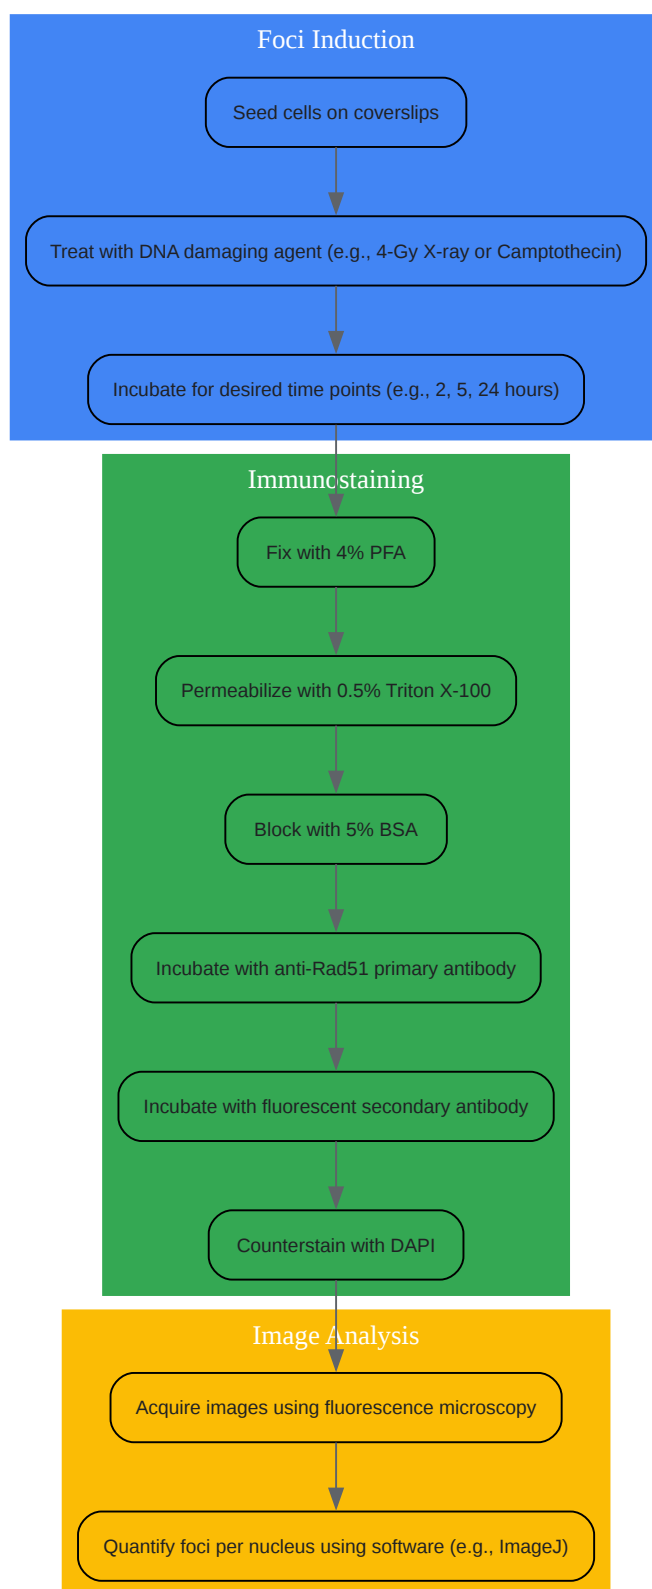 Foci Induction
Seed cells on coverslips
Treat with DNA damaging agent (e.g., 4-Gy X-ray or Camptothecin)
Incubate for desired time points (e.g., 2, 5, 24 hours)
Immunostaining
Fix with 4% PFA
Permeabilize with 0.5% Triton X-100
Block with 5% BSA
Incubate with anti-Rad51 primary antibody
Incubate with fluorescent secondary antibody
Counterstain with DAPI
Image Analysis
Acquire images using fluorescence microscopy
Quantify foci per nucleus using software (e.g., ImageJ)